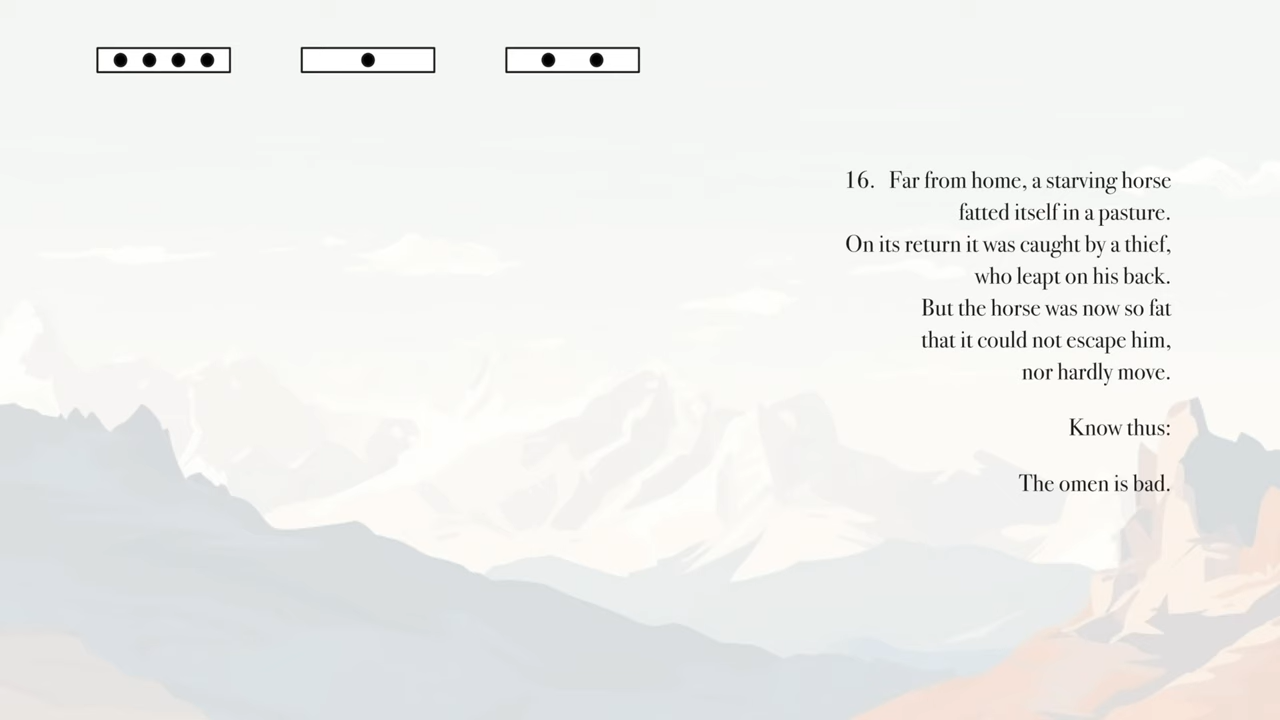 16. Far from home, a starving horse
fatted itself in a pasture.
On its return it was caught by a thief,
who leapt on his back.
But the horse was now so fat
that it could not escape him,
nor hardly move.
Know thus:
The omen is bad.